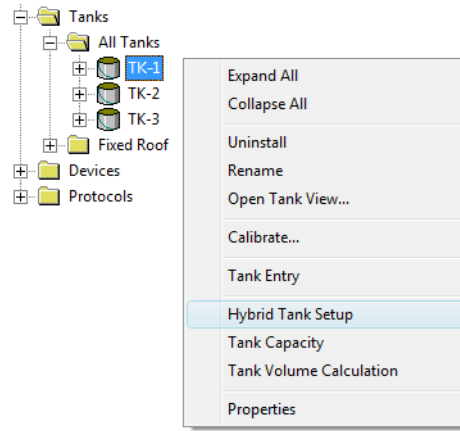 Tanks
All Tanks
TK-1
TK-2
TK-3
Fixed Roof
Devices
Protocols
Expand All
Collapse All
Uninstall
Rename
Open Tank View...
Calibrate...
Tank Entry
Hybrid Tank Setup
Tank Capacity
Tank Volume Calculation
Properties